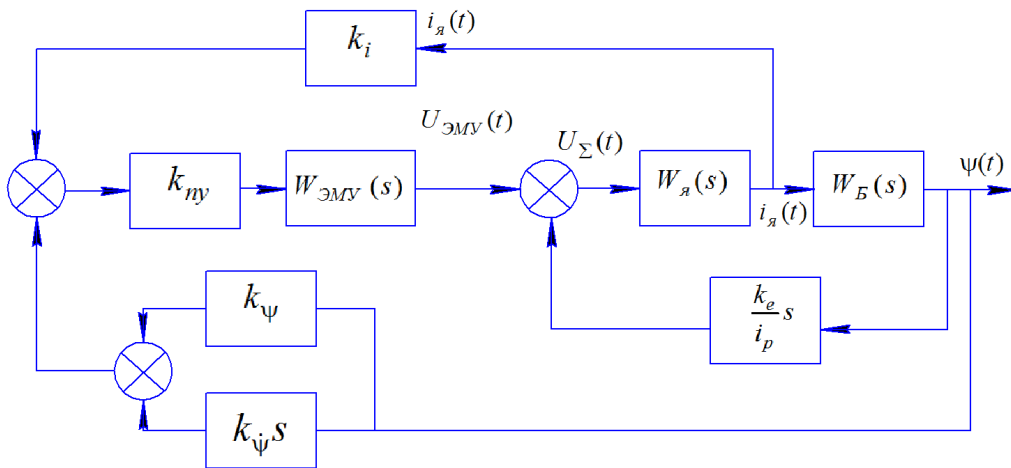 k_i
i_я(t)
U_ЭМУ(t)
U_Σ(t)
k_пу
W_ЭМУ(s)
W_я(s)
i_я(t)
W_Б(s)
ψ(t)
k_ψ
k_e/i_p s
k_ψ̇ s